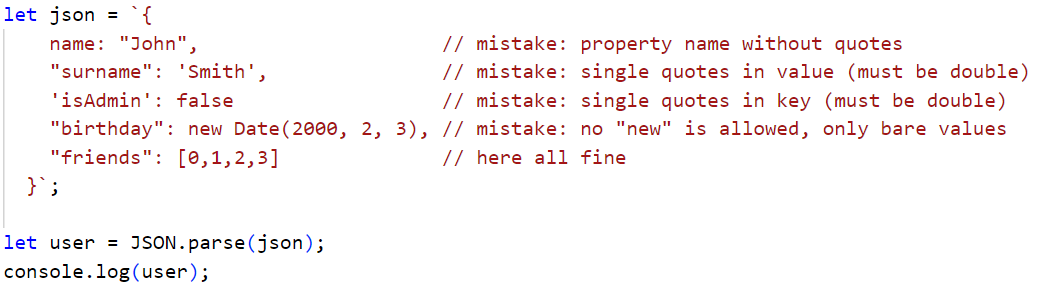 let json = `{
name: "John", // mistake: property name without quotes
"surname": 'Smith', // mistake: single quotes in value (must be double)
'isAdmin': false // mistake: single quotes in key (must be double)
"birthday": new Date(2000, 2, 3), // mistake: no "new" is allowed, only bare values
"friends": [0,1,2,3] // here all fine
}`;
let user = JSON.parse(json);
console.log(user);